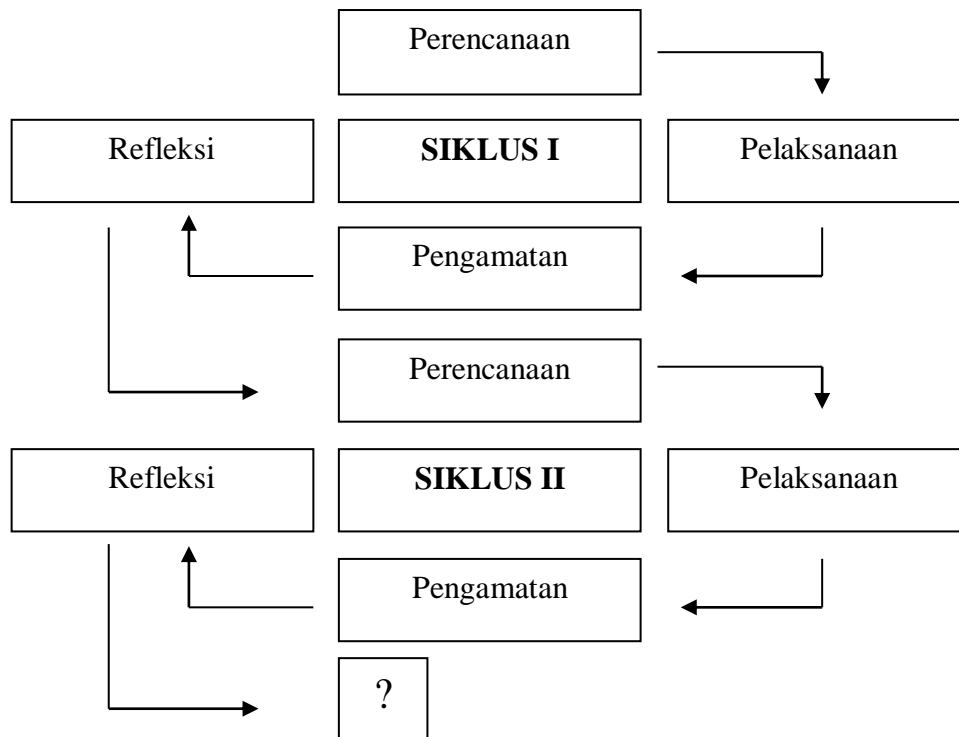 Perencanaan
Refleksi
SIKLUS I
Pelaksanaan
Pengamatan
Perencanaan
Refleksi
SIKLUS II
Pelaksanaan
Pengamatan
?